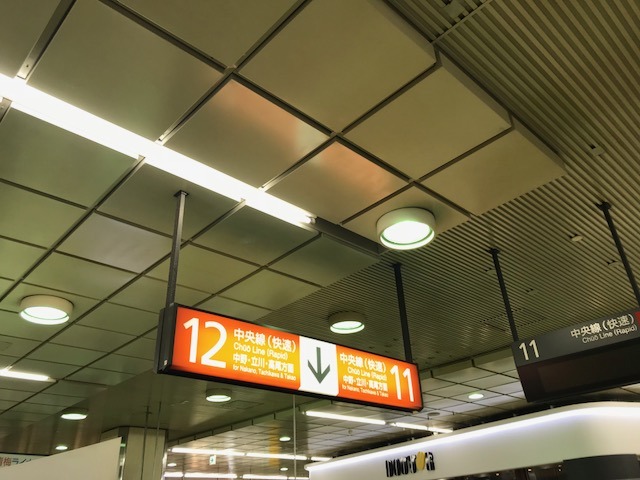 12
中央線(快速)
Chūō Line (Rapid)
中野・立川・高尾方面
for Nakano, Tachikawa & Takao
中央線(快速)
Chūō Line (Rapid)
中野・立川・高尾方面
for Nakano, Tachikawa & Takao
11
11
中央線(快速)
Chūō Line (Rapid)